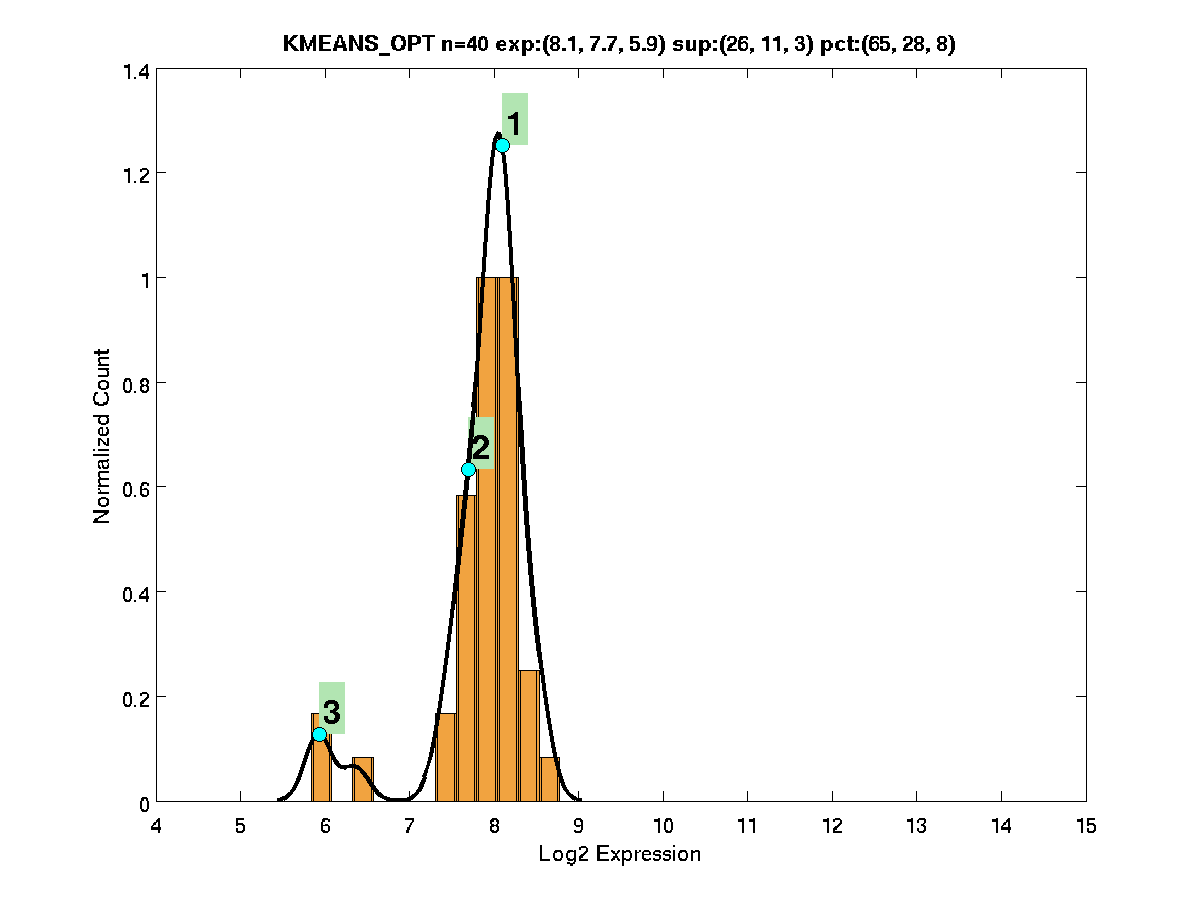 KMEANS_OPT n=40 exp:(8.1, 7.7, 5.9) sup:(26, 11, 3) pct:(65, 28, 8)
1.4
1.2
1
0.8
0.6
0.4
0.2
0
Normalized Count
1
2
3
4 5 6 7 8 9 10 11 12 13 14 15
Log2 Expression